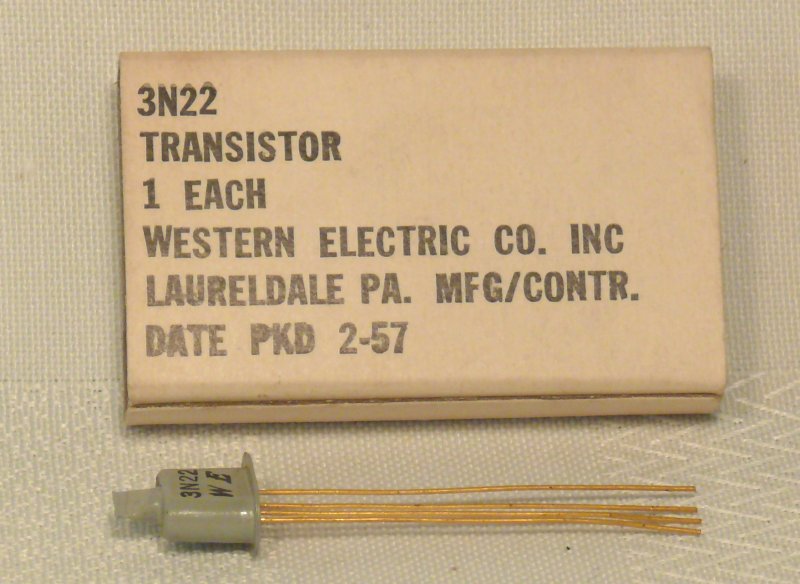 3N22
TRANSISTOR
1 EACH
WESTERN ELECTRIC CO. INC
LAURELDALE PA. MFG/CONTR.
DATE PKD 2-57
3N22
WE